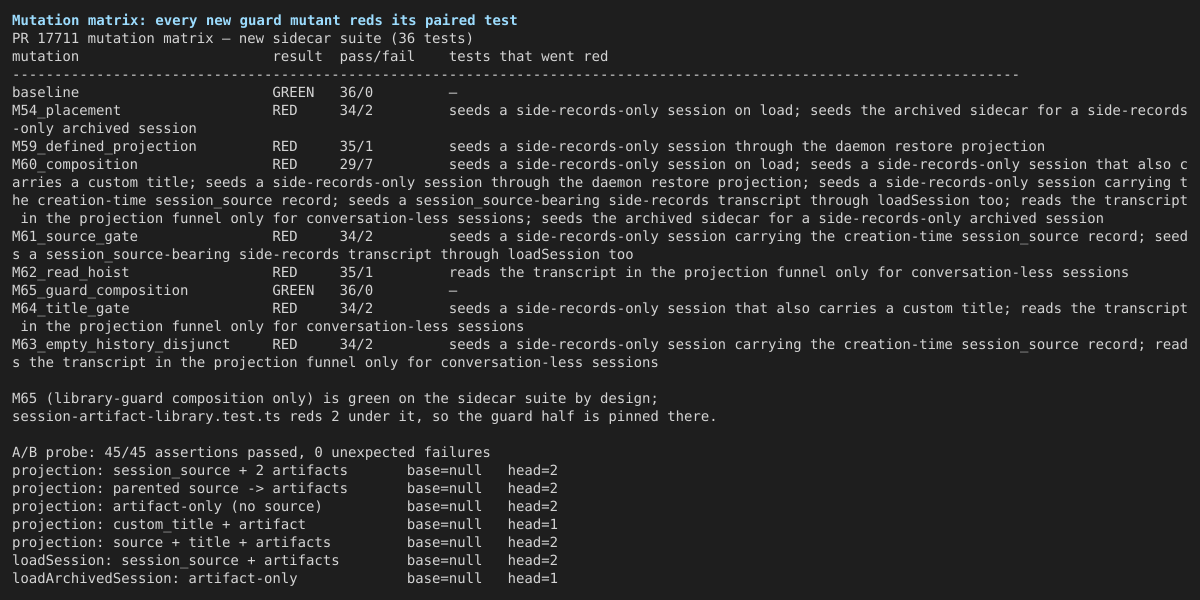 Mutation matrix: every new guard mutant reds its paired test
PR 17711 mutation matrix — new sidecar suite (36 tests)
mutation                       result  pass/fail    tests that went red
------------------------------------------------------------------------------------------------------------------------
baseline                       GREEN   36/0         —
M54_placement                  RED     34/2         seeds a side-records-only session on load; seeds the archived sidecar for a side-records
-only archived session
M59_defined_projection         RED     35/1         seeds a side-records-only session through the daemon restore projection
M60_composition                RED     29/7         seeds a side-records-only session on load; seeds a side-records-only session that also c
arries a custom title; seeds a side-records-only session through the daemon restore projection; seeds a side-records-only session carrying t
he creation-time session_source record; seeds a session_source-bearing side-records transcript through loadSession too; reads the transcript
 in the projection funnel only for conversation-less sessions; seeds the archived sidecar for a side-records-only archived session
M61_source_gate                RED     34/2         seeds a side-records-only session carrying the creation-time session_source record; seed
s a session_source-bearing side-records transcript through loadSession too
M62_read_hoist                 RED     35/1         reads the transcript in the projection funnel only for conversation-less sessions
M65_guard_composition          GREEN   36/0         —
M64_title_gate                 RED     34/2         seeds a side-records-only session that also carries a custom title; reads the transcript
 in the projection funnel only for conversation-less sessions
M63_empty_history_disjunct     RED     34/2         seeds a side-records-only session carrying the creation-time session_source record; read
s the transcript in the projection funnel only for conversation-less sessions
M65 (library-guard composition only) is green on the sidecar suite by design;
session-artifact-library.test.ts reds 2 under it, so the guard half is pinned there.
A/B probe: 45/45 assertions passed, 0 unexpected failures
projection: session_source + 2 artifacts       base=null   head=2
projection: parented source -> artifacts       base=null   head=2
projection: artifact-only (no source)          base=null   head=2
projection: custom_title + artifact            base=null   head=1
projection: source + title + artifacts         base=null   head=2
loadSession: session_source + artifacts        base=null   head=2
loadArchivedSession: artifact-only             base=null   head=1